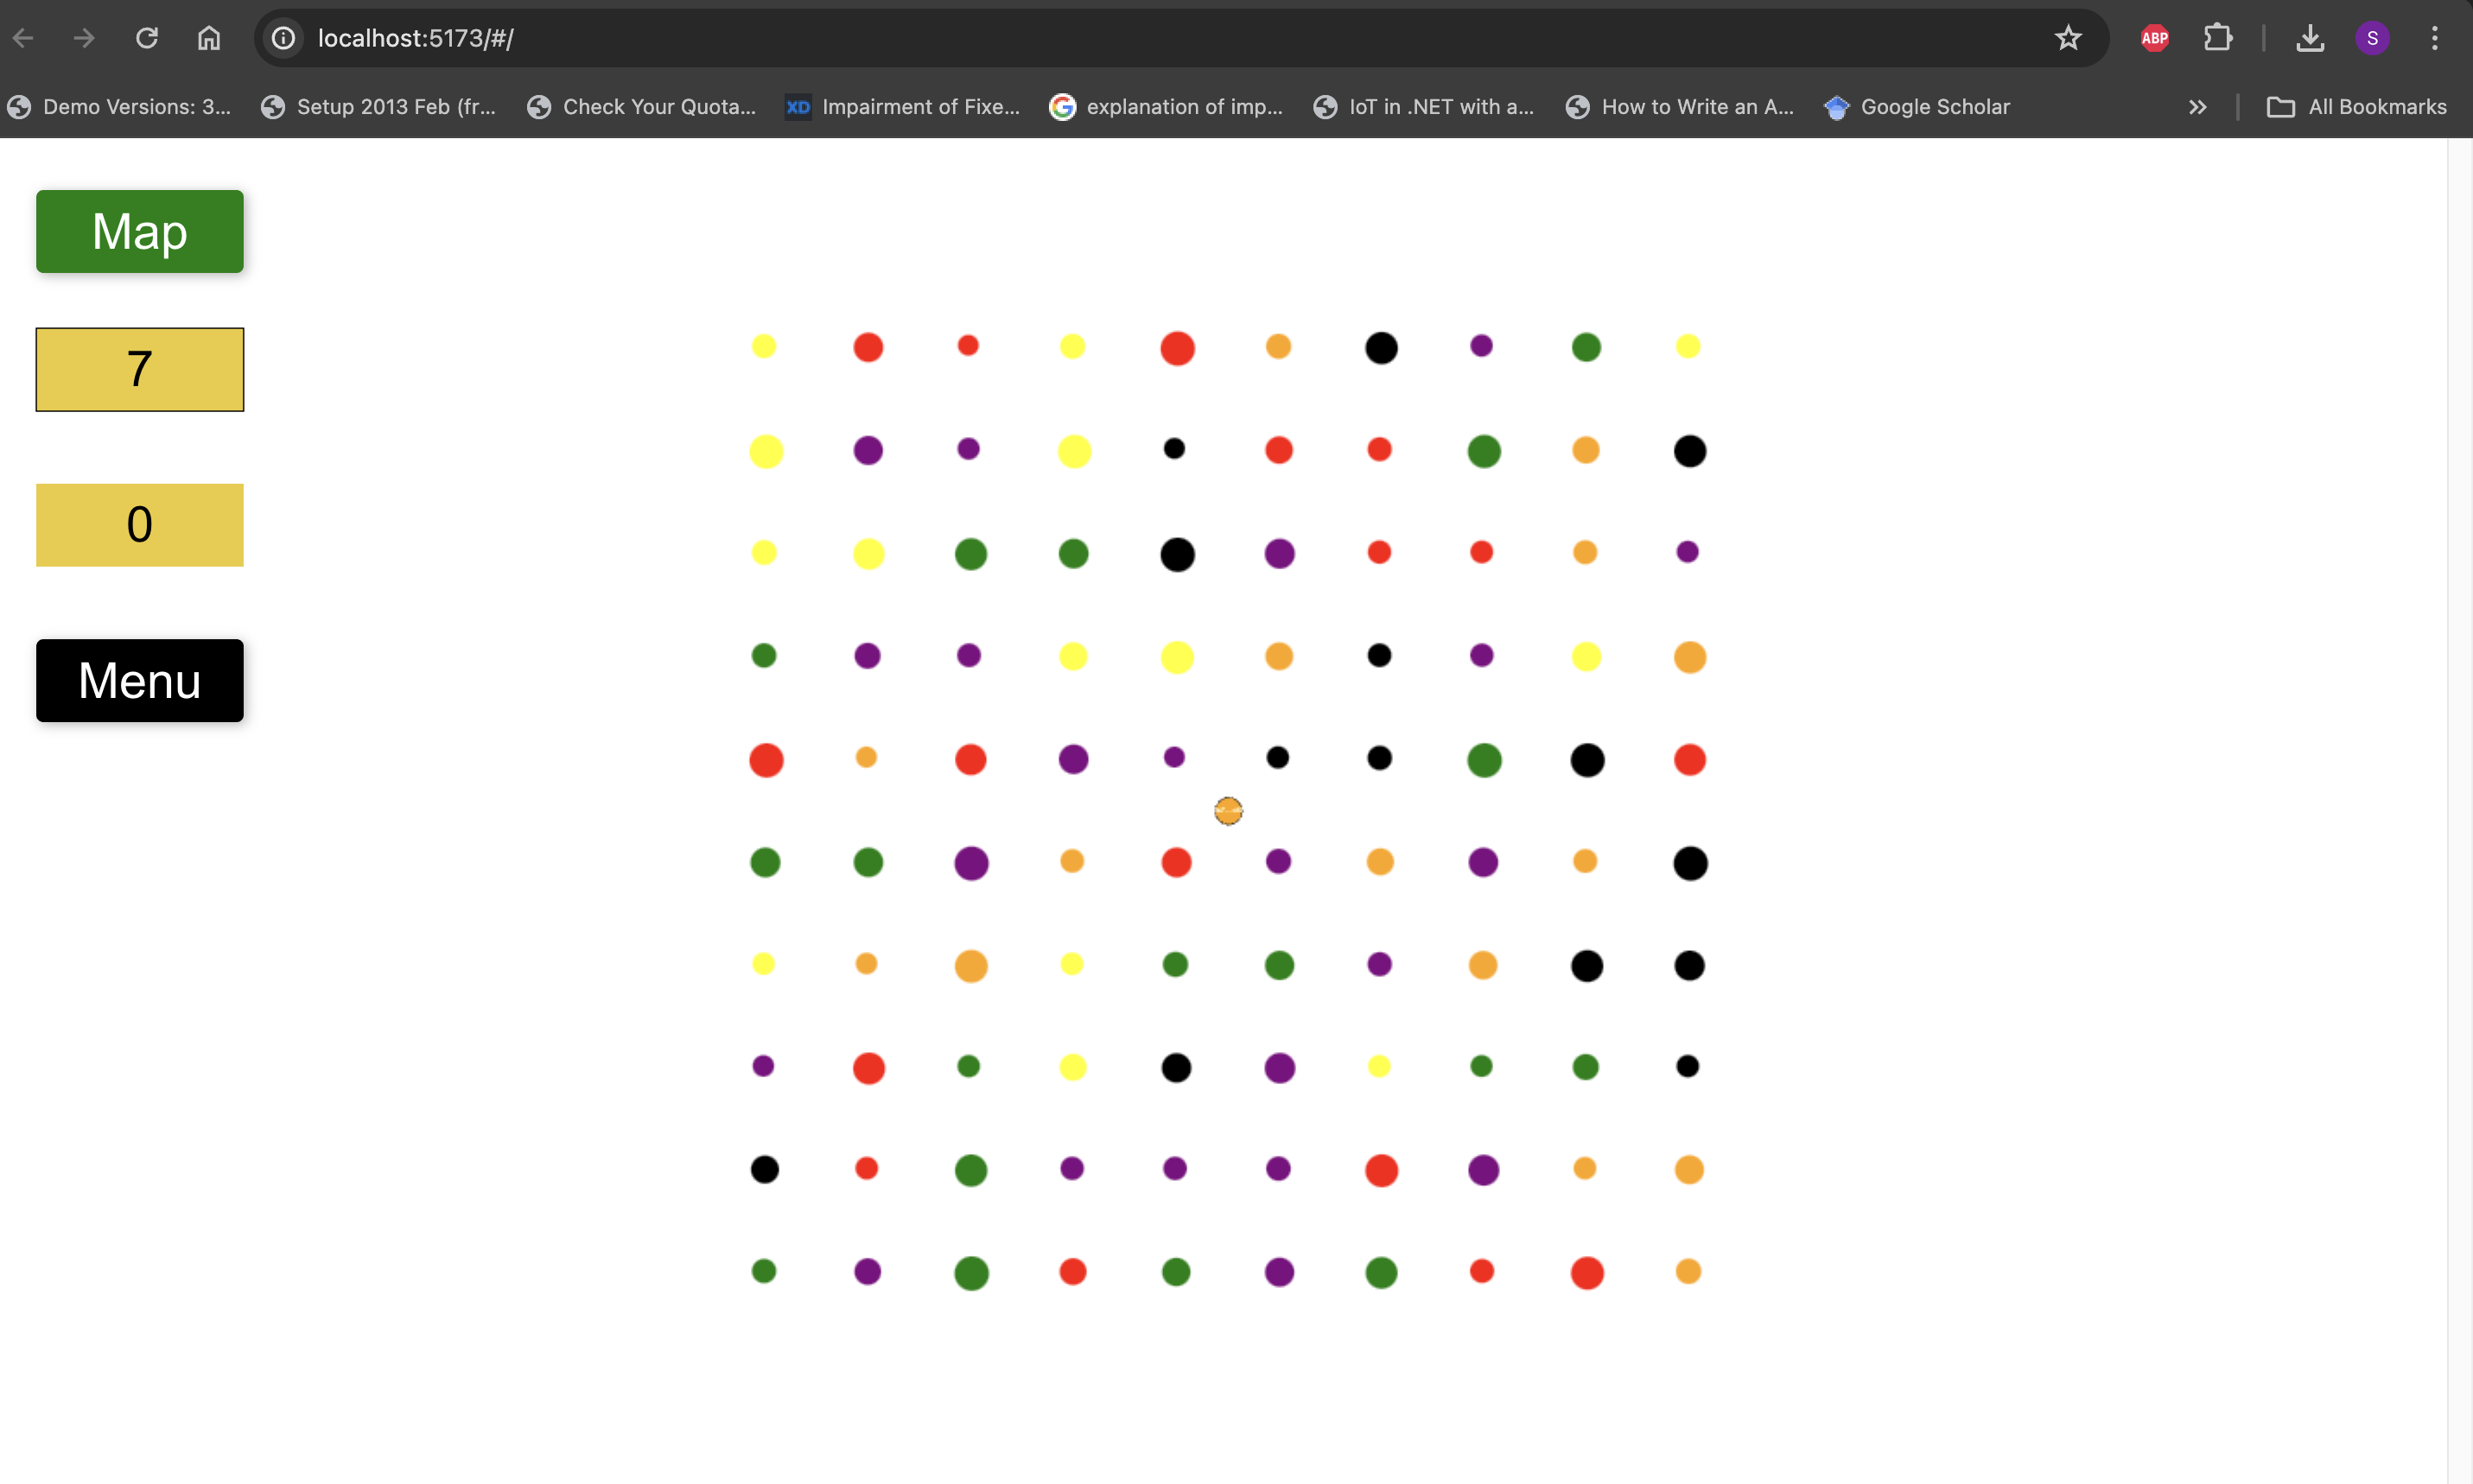 localhost:5173/#/
ABP
S
Demo Versions: 3...
Setup 2013 Feb (fr...
Check Your Quota...
XD
Impairment of Fixe...
explanation of imp...
IoT in .NET with a...
How to Write an A...
Google Scholar
All Bookmarks
Map
7
0
Menu